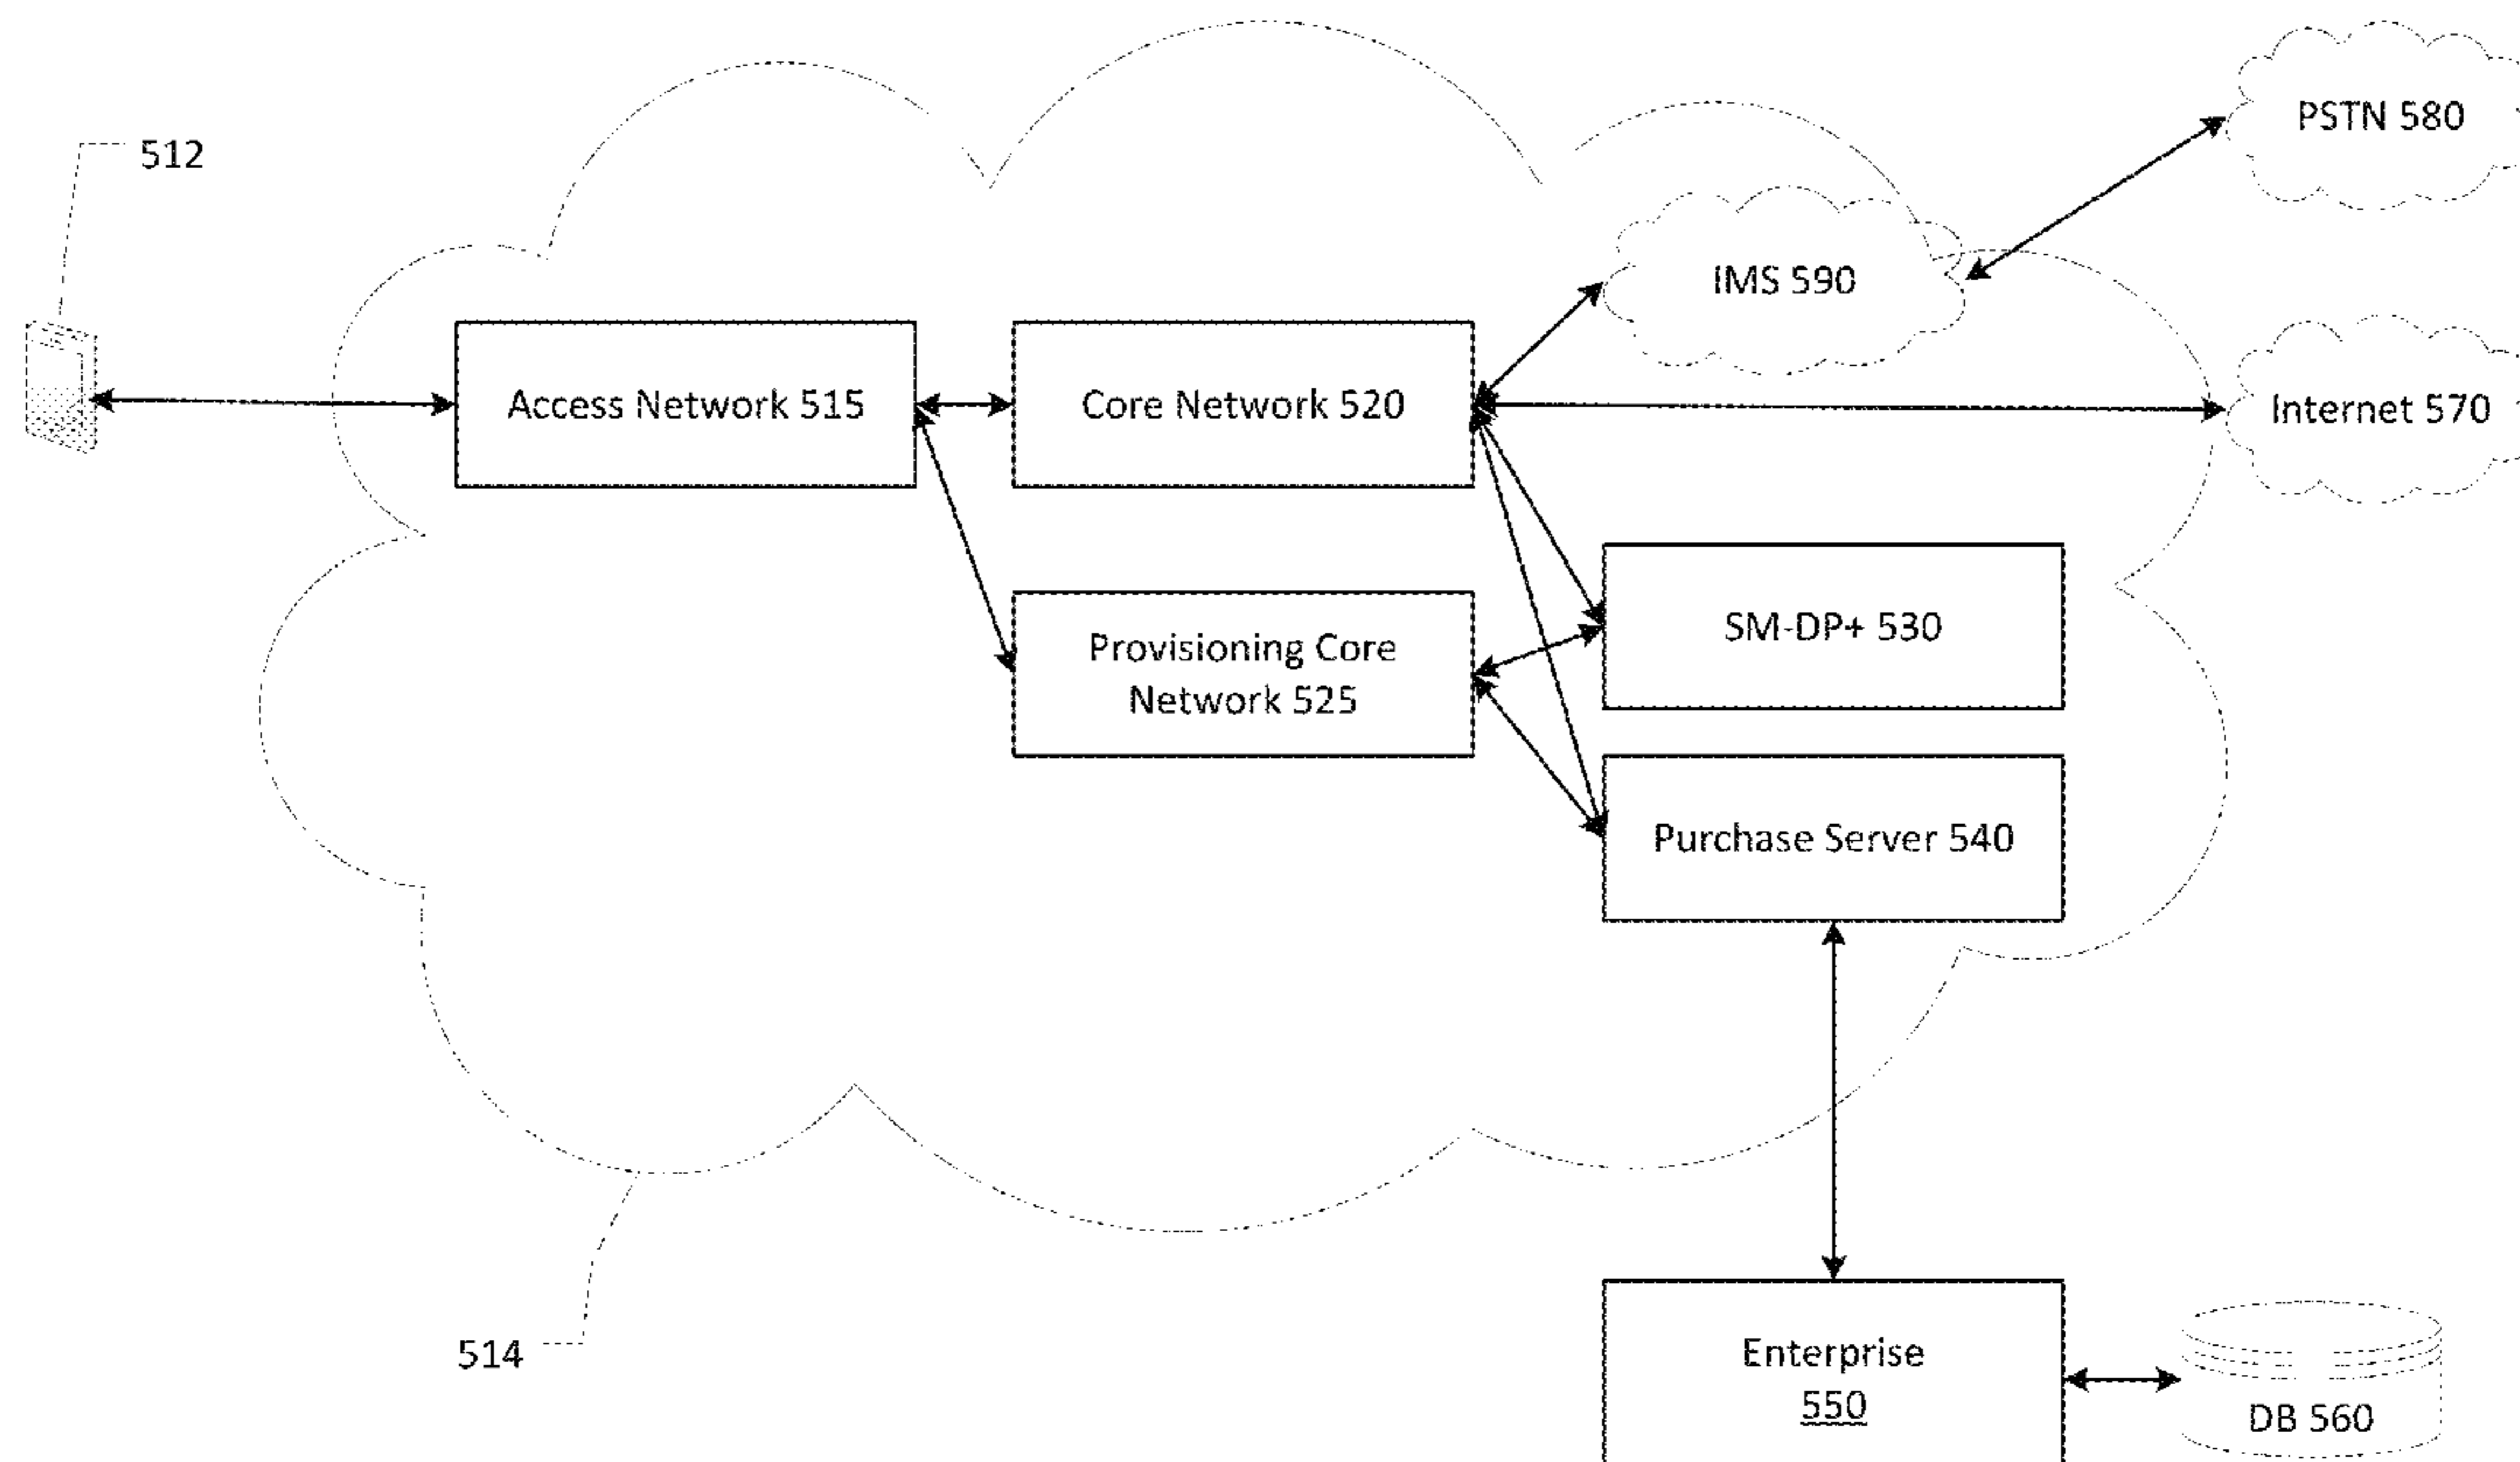 PSTN 580
512
IMS 590
Access Network 515
Core Network 520
Internet 570
SM-DP+ 530
Provisioning Core
Network 525
Purchase Server 540
514
Enterprise
550
DB 560